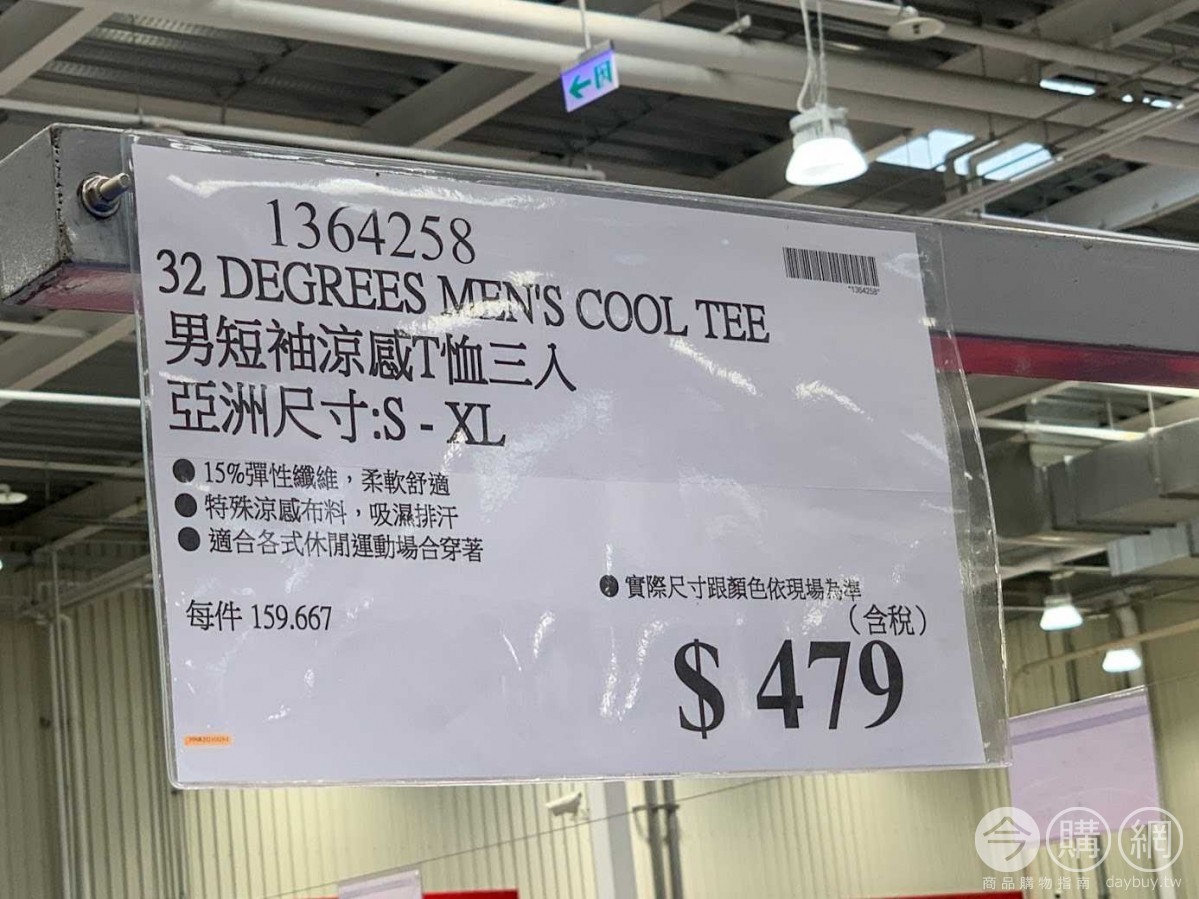 1364258
32 DEGREES MEN'S COOL TEE
男短袖涼感T恤三入
亞洲尺寸:S - XL
*1364258*
● 15%彈性纖維，柔軟舒適
● 特殊涼感布料，吸濕排汗
● 適合各式休閒運動場合穿著
● 實際尺寸跟顏色依現場為準
每件 159.667
（含稅）
$ 479
今購網
商品購物指南 daybuy.tw